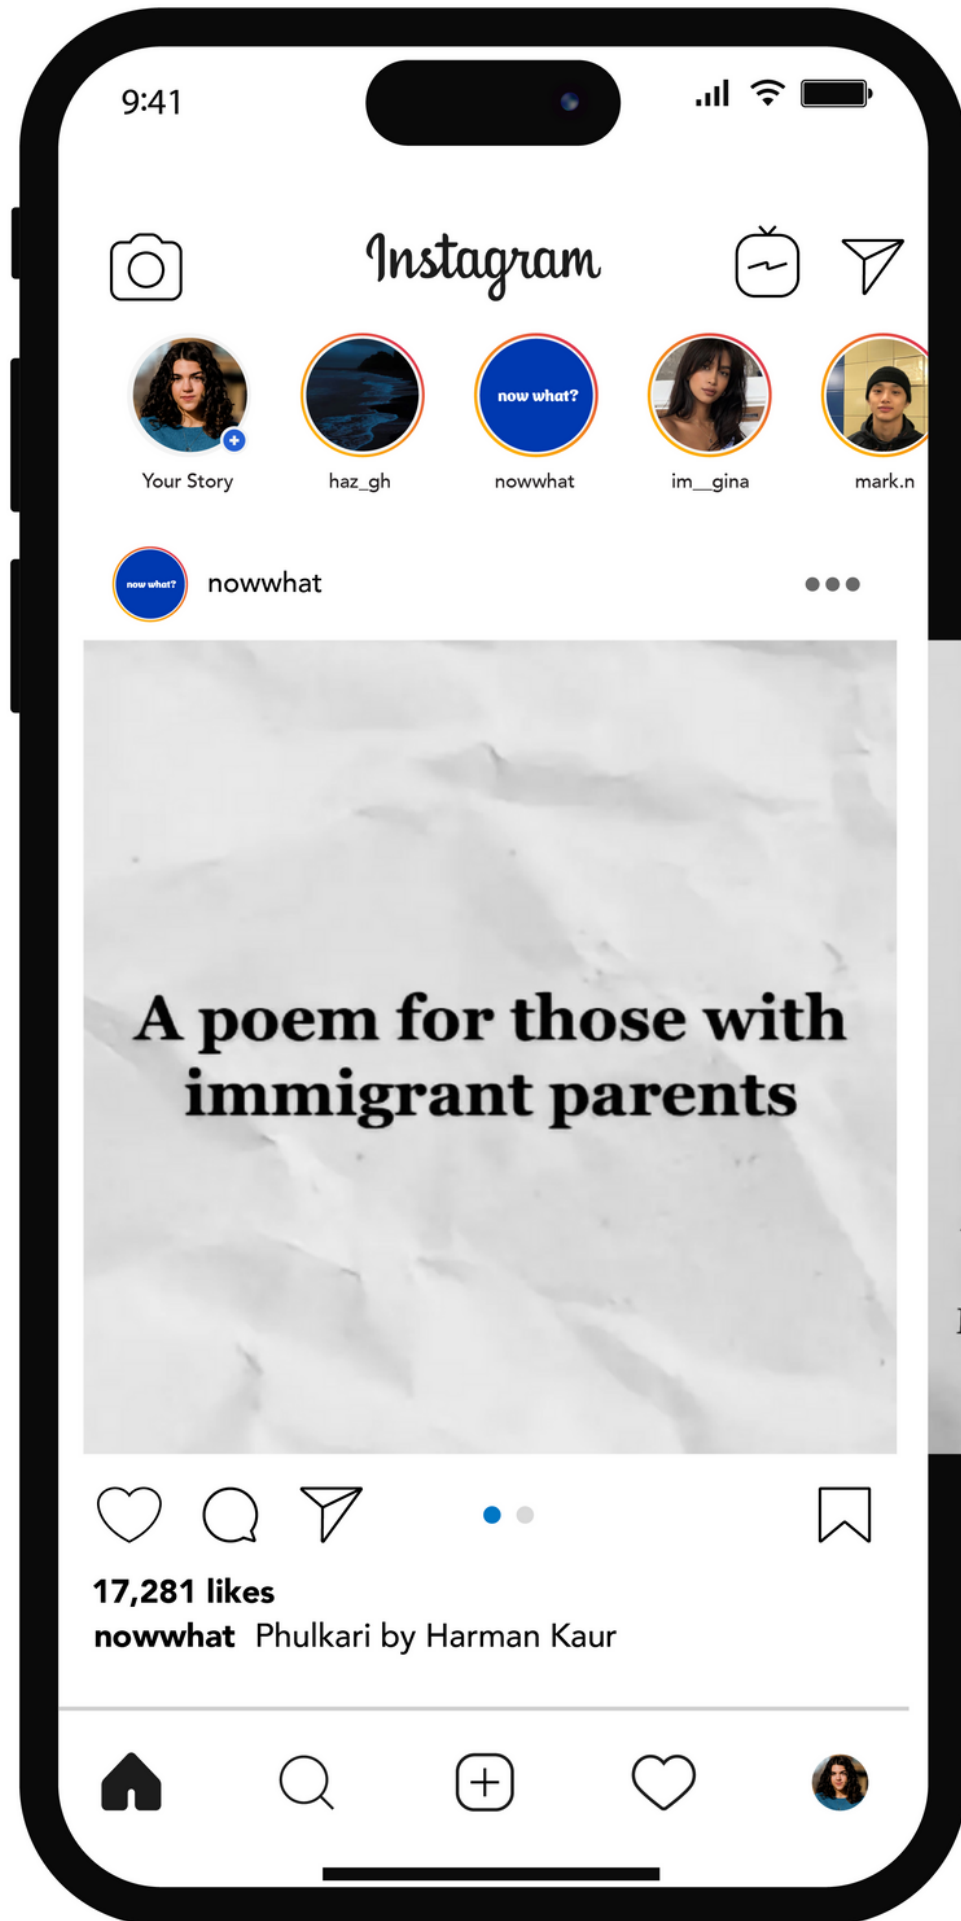 9:41
Instagram
now what?
Your Story
haz_gh
nowwhat
im__gina
mark.n
now what?
nowwhat
A poem for those with
immigrant parents
17,281 likes
nowwhat Phulkari by Harman Kaur